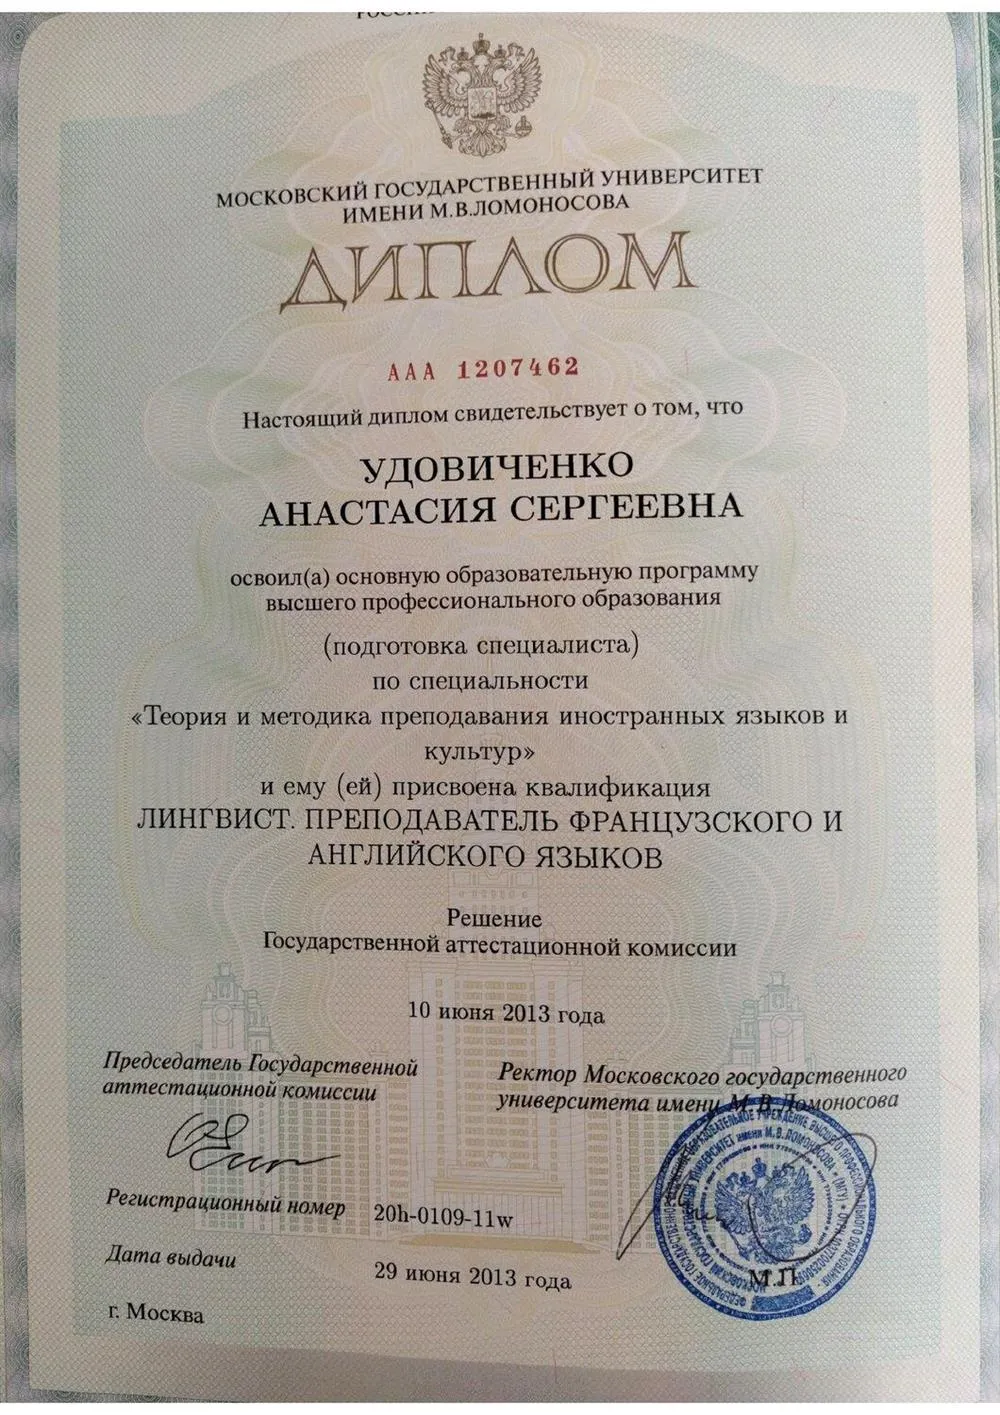 МОСКОВСКИЙ ГОСУДАРСТВЕННЫЙ УНИВЕРСИТЕТ
ИМЕНИ М.В.ЛОМОНОСОВА
ДИПЛОМ
ААА 1207462
Настоящий диплом свидетельствует о том, что
УДОВИЧЕНКО
АНАСТАСИЯ СЕРГЕЕВНА
освоил(а) основную образовательную программу
высшего профессионального образования
(подготовка специалиста)
по специальности
«Теория и методика преподавания иностранных языков и
культур»
и ему (ей) присвоена квалификация
ЛИНГВИСТ. ПРЕПОДАВАТЕЛЬ ФРАНЦУЗСКОГО И
АНГЛИЙСКОГО ЯЗЫКОВ
Решение
Государственной аттестационной комиссии
10 июня 2013 года
Председатель Государственной
аттестационной комиссии
Ректор Московского государственного
университета имени М.В.Ломоносова
Регистрационный номер 20h-0109-11w
Дата выдачи 29 июня 2013 года
г. Москва
М.П.